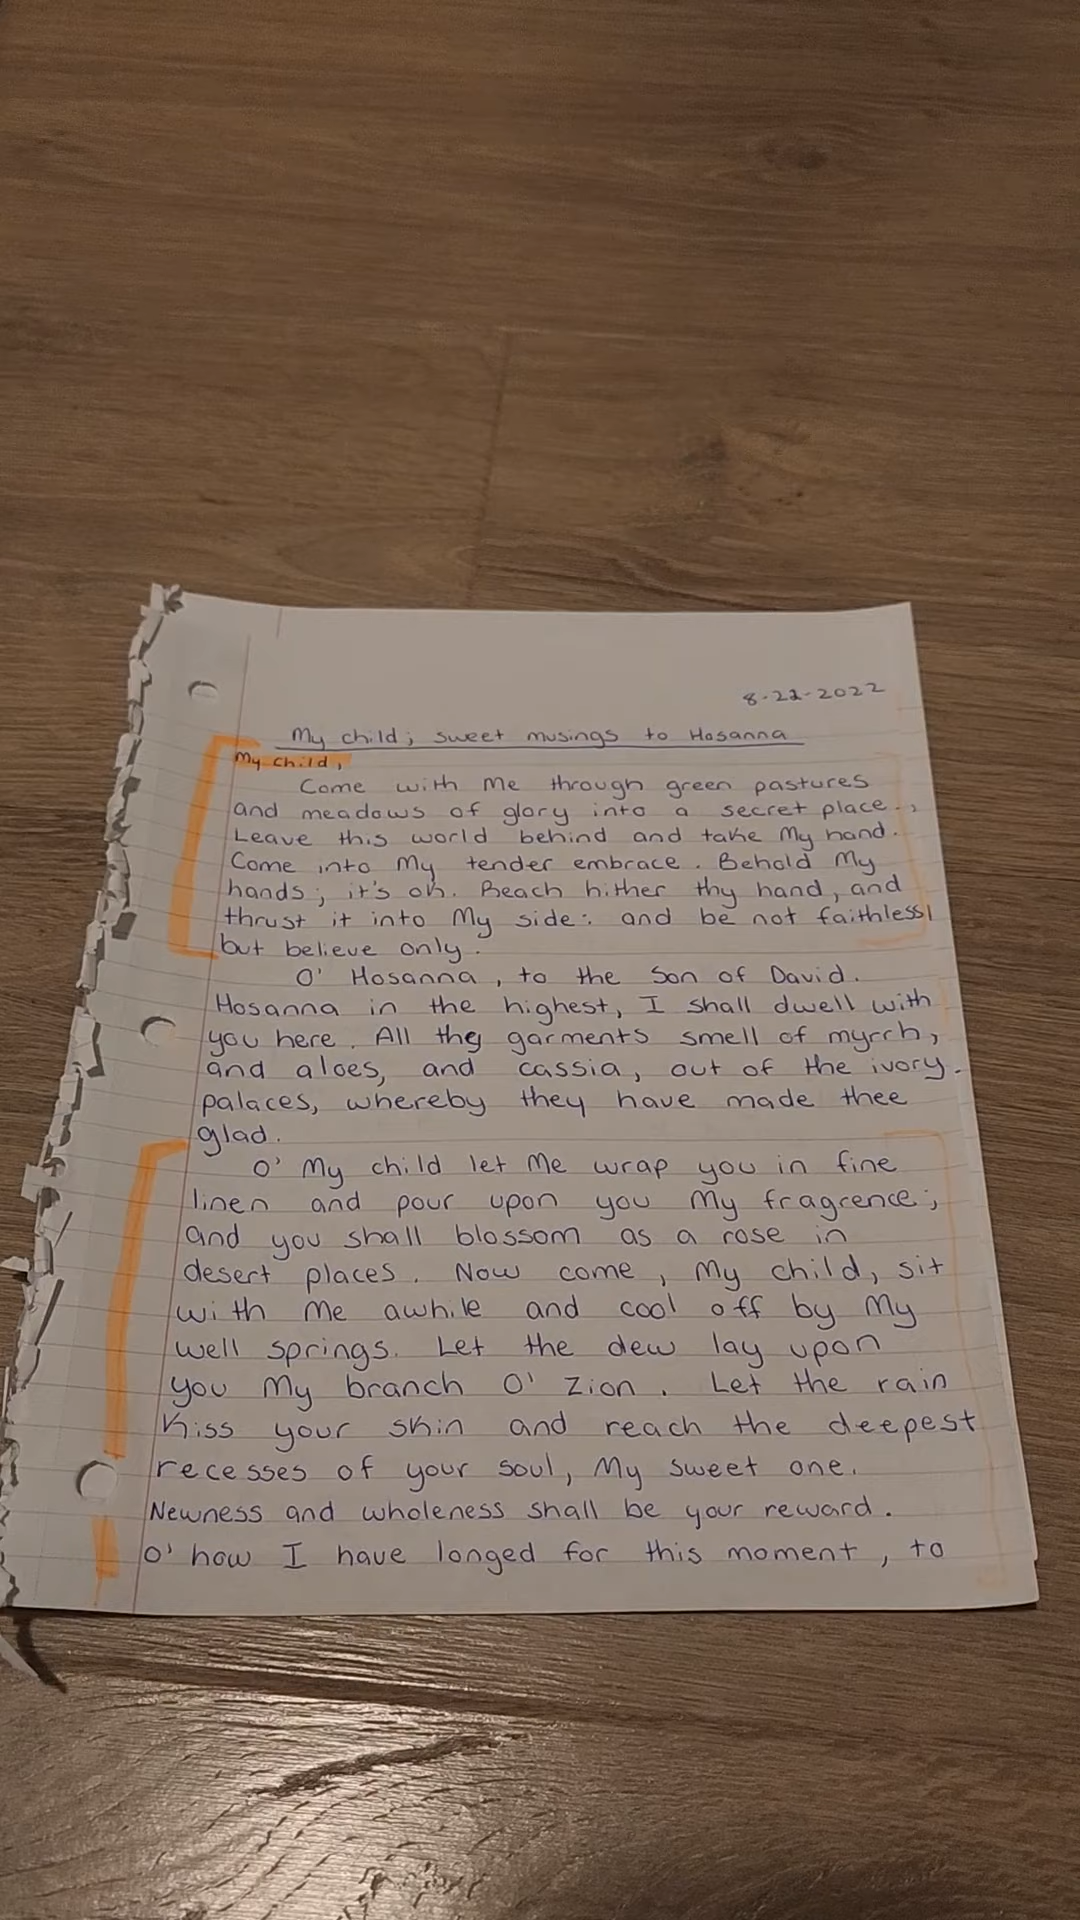 8-22-2022
My child; sweet musings to Hosanna
My child,
Come with Me through green pastures
and meadows of glory into a secret place.
Leave this world behind and take My hand.
Come into My tender embrace. Behold My
hands; it's oh. Reach hither thy hand, and
thrust it into My side: and be not faithless
but believe only.
O' Hosanna, to the Son of David.
Hosanna in the highest, I shall dwell with
you here. All thy garments smell of myrrh,
and aloes, and cassia, out of the ivory
palaces, whereby they have made thee
glad.
O' My child let Me wrap you in fine
linen and pour upon you My fragrence;
and you shall blossom as a rose in
desert places. Now come, My child, sit
with Me awhile and cool off by My
well springs. Let the dew lay upon
you My branch O' Zion. Let the rain
kiss your skin and reach the deepest
recesses of your soul, My sweet one.
Newness and wholeness shall be your reward.
O' how I have longed for this moment, to